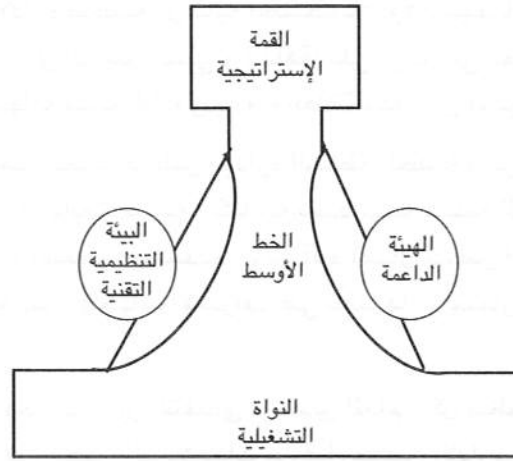 القمة
الإستراتيجية
البيئة
التنظيمية
التقنية
الخط
الأوسط
الهيئة
الداعمة
النواة
التشغيلية